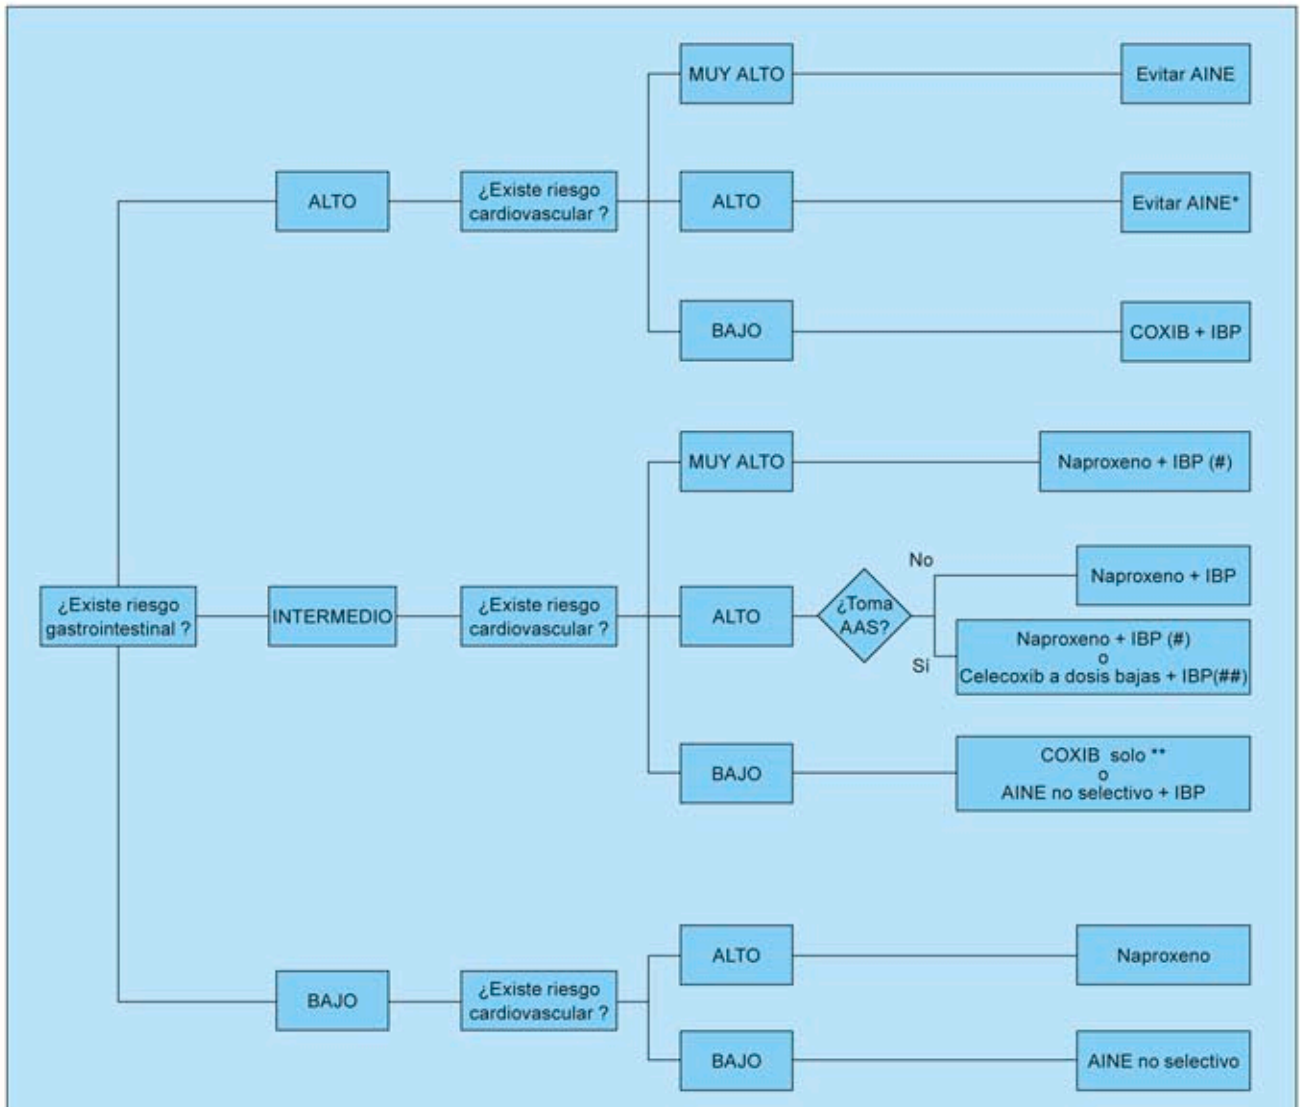 MUY ALTO
Evitar AINE
ALTO
¿Existe riesgo
cardiovascular ?
ALTO
Evitar AINE*
BAJO
COXIB + IBP
MUY ALTO
Naproxeno + IBP (#)
¿Existe riesgo
gastrointestinal ?
INTERMEDIO
¿Existe riesgo
cardiovascular ?
ALTO
¿Toma
AAS?
No
Naproxeno + IBP
Sí
Naproxeno + IBP (#)
o
Celecoxib a dosis bajas + IBP(##)
BAJO
COXIB solo **
o
AINE no selectivo + IBP
BAJO
¿Existe riesgo
cardiovascular ?
ALTO
Naproxeno
BAJO
AINE no selectivo